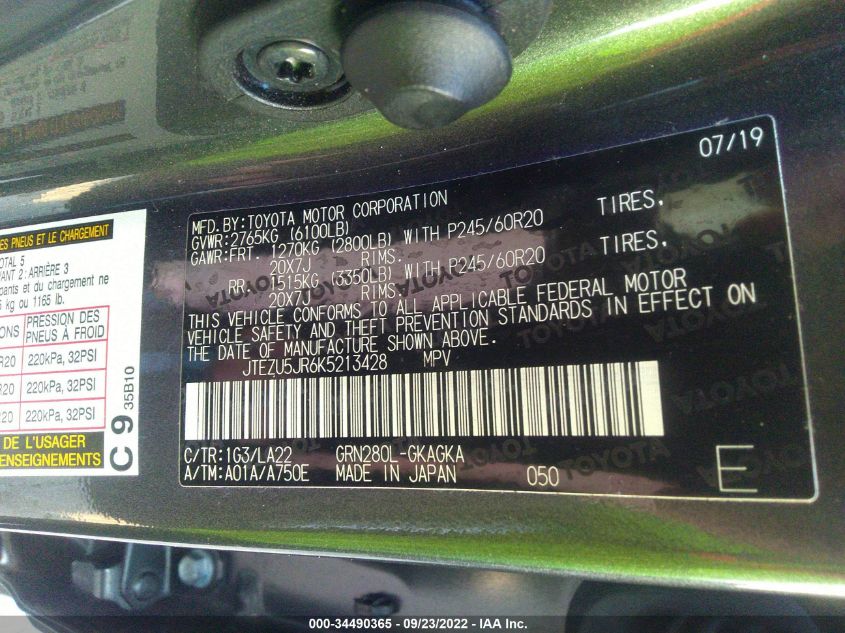 07/19
MFD. BY:TOYOTA MOTOR CORPORATION
GVWR:2765KG (6100LB)
GAWR:FRT. 1270KG (2800LB) WITH P245/60R20 TIRES,
20X7J RIMS.
RR. 1515KG (3350LB) WITH P245/60R20 TIRES,
20X7J RIMS.
THIS VEHICLE CONFORMS TO ALL APPLICABLE FEDERAL MOTOR
VEHICLE SAFETY AND THEFT PREVENTION STANDARDS IN EFFECT ON
THE DATE OF MANUFACTURE SHOWN ABOVE.
JTEZU5JR6K5213428 MPV
C/TR:1G3/LA22 GRN280L-GKAGKA
A/TM:A01A/A750E MADE IN JAPAN 050 E
ES PNEUS ET LE CHARGEMENT
TOTAL 5
VANT 2: ARRIÈRE 3
pants et du chargement ne
kg ou 1165 lb.
ONS PRESSION DES
PNEUS À FROID
R20 220kPa, 32PSI
R20 220kPa, 32PSI
20 220kPa, 32PSI
DE L'USAGER
ENSEIGNEMENTS
C 9 35B10
000-34490365 - 09/23/2022 - IAA Inc.